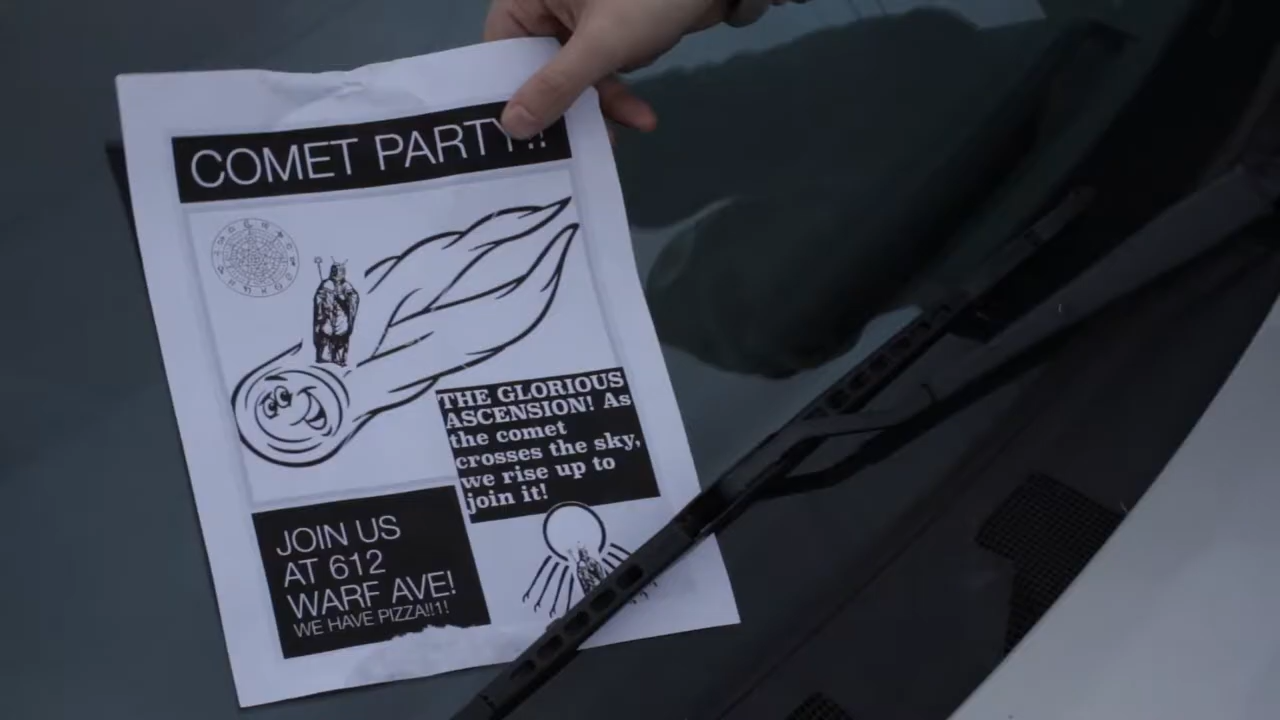 COMET PARTY!!
THE GLORIOUS
ASCENSION! As
the comet
crosses the sky,
we rise up to
join it!
JOIN US
AT 612
WARF AVE!
WE HAVE PIZZA!!1!